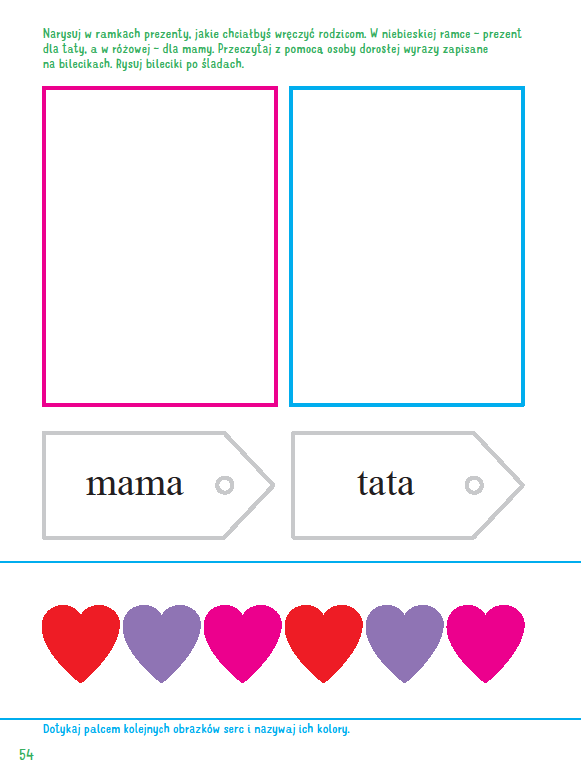 Narysuj w ramkach prezenty, jakie chciałbyś wręczyć rodzicom. W niebieskiej ramce – prezent
dla taty, a w różowej – dla mamy. Przeczytaj z pomocą osoby dorosłej wyrazy zapisane
na bilecikach. Rysuj bileciki po śladach.
mama
tata
Dotykaj palcem kolejnych obrazków serc i nazywaj ich kolory.
54